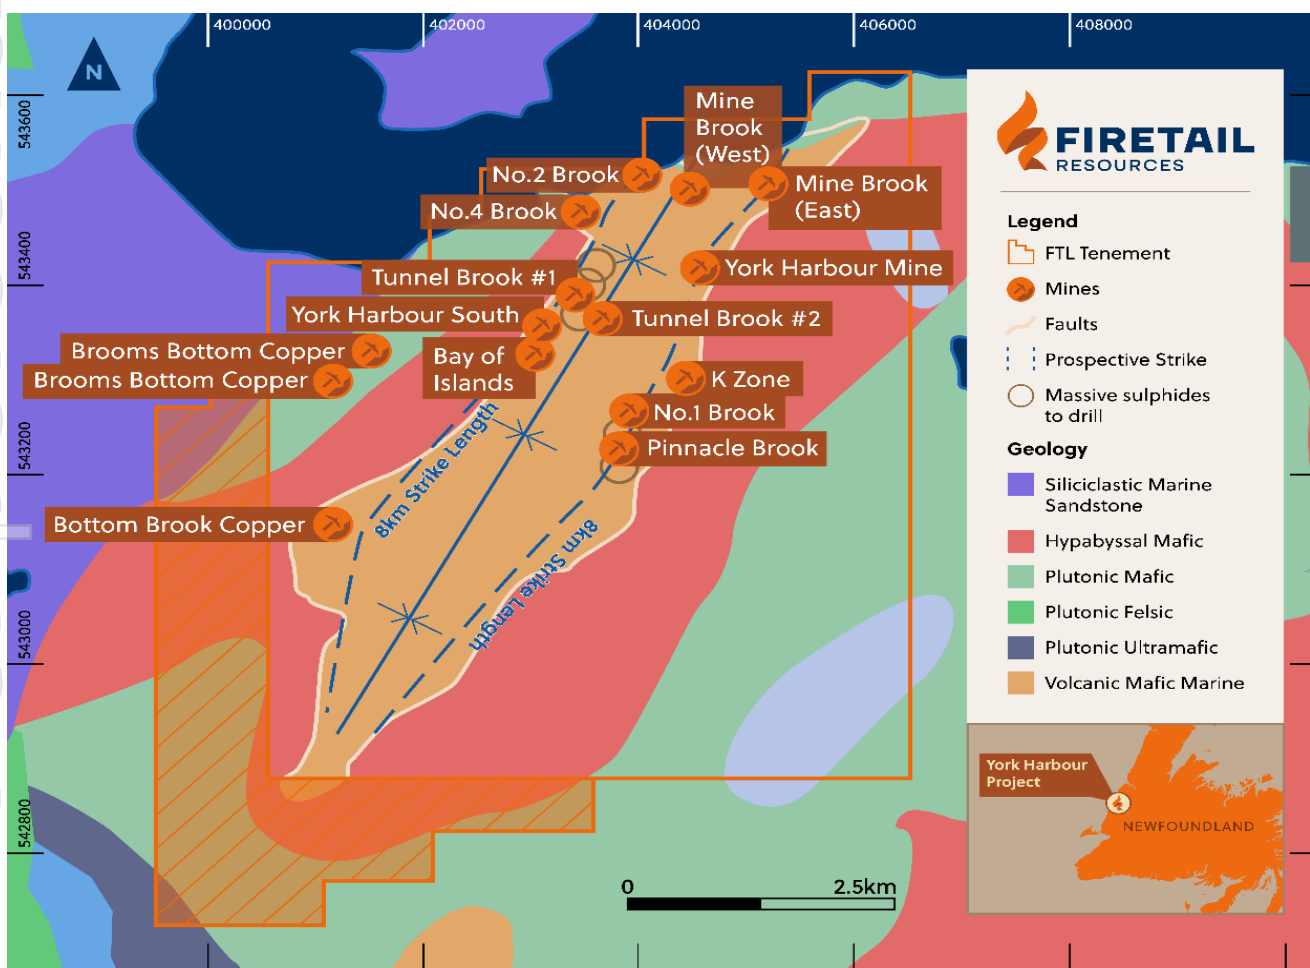 400000
402000
404000
406000
408000
N
543600
543400
543200
543000
542800
Mine
Brook
(West)
No.2 Brook
Mine Brook
(East)
No.4 Brook
York Harbour Mine
Tunnel Brook #1
York Harbour South
Tunnel Brook #2
Brooms Bottom Copper
Bay of
Islands
Brooms Bottom Copper
K Zone
No.1 Brook
Pinnacle Brook
8km Strike Length
Bottom Brook Copper
8km Strike Length
0
2.5km
FIRETAIL
RESOURCES
Legend
FTL Tenement
Mines
Faults
Prospective Strike
Massive sulphides
to drill
Geology
Siliciclastic Marine
Sandstone
Hypabyssal Mafic
Plutonic Mafic
Plutonic Felsic
Plutonic Ultramafic
Volcanic Mafic Marine
York Harbour
Project
NEWFOUNDLAND